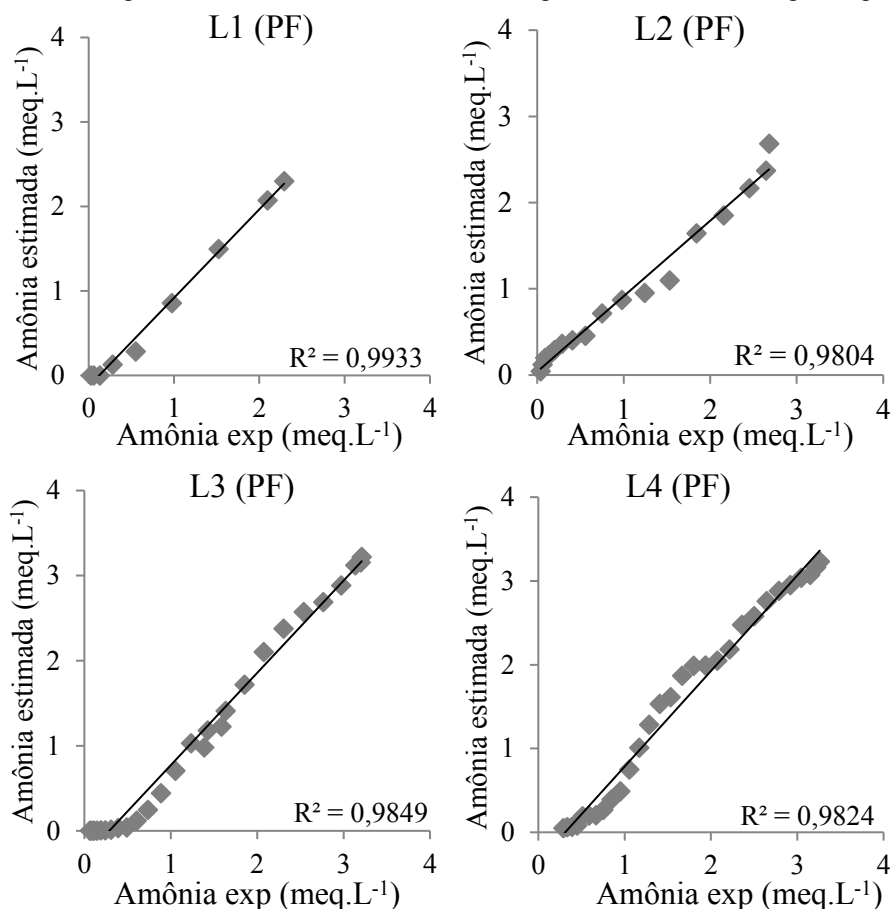 L1 (PF)
Amônia estimada (meq.L⁻¹)
4
3
2
1
0
R² = 0,9933
0 1 2 3 4
Amônia exp (meq.L⁻¹)
L2 (PF)
Amônia estimada (meq.L⁻¹)
4
3
2
1
0
R² = 0,9804
0 1 2 3 4
Amônia exp (meq.L⁻¹)
L3 (PF)
Amônia estimada (meq.L⁻¹)
4
3
2
1
0
R² = 0,9849
0 1 2 3 4
Amônia exp (meq.L⁻¹)
L4 (PF)
Amônia estimada (meq.L⁻¹)
4
3
2
1
0
R² = 0,9824
0 1 2 3 4
Amônia exp (meq.L⁻¹)